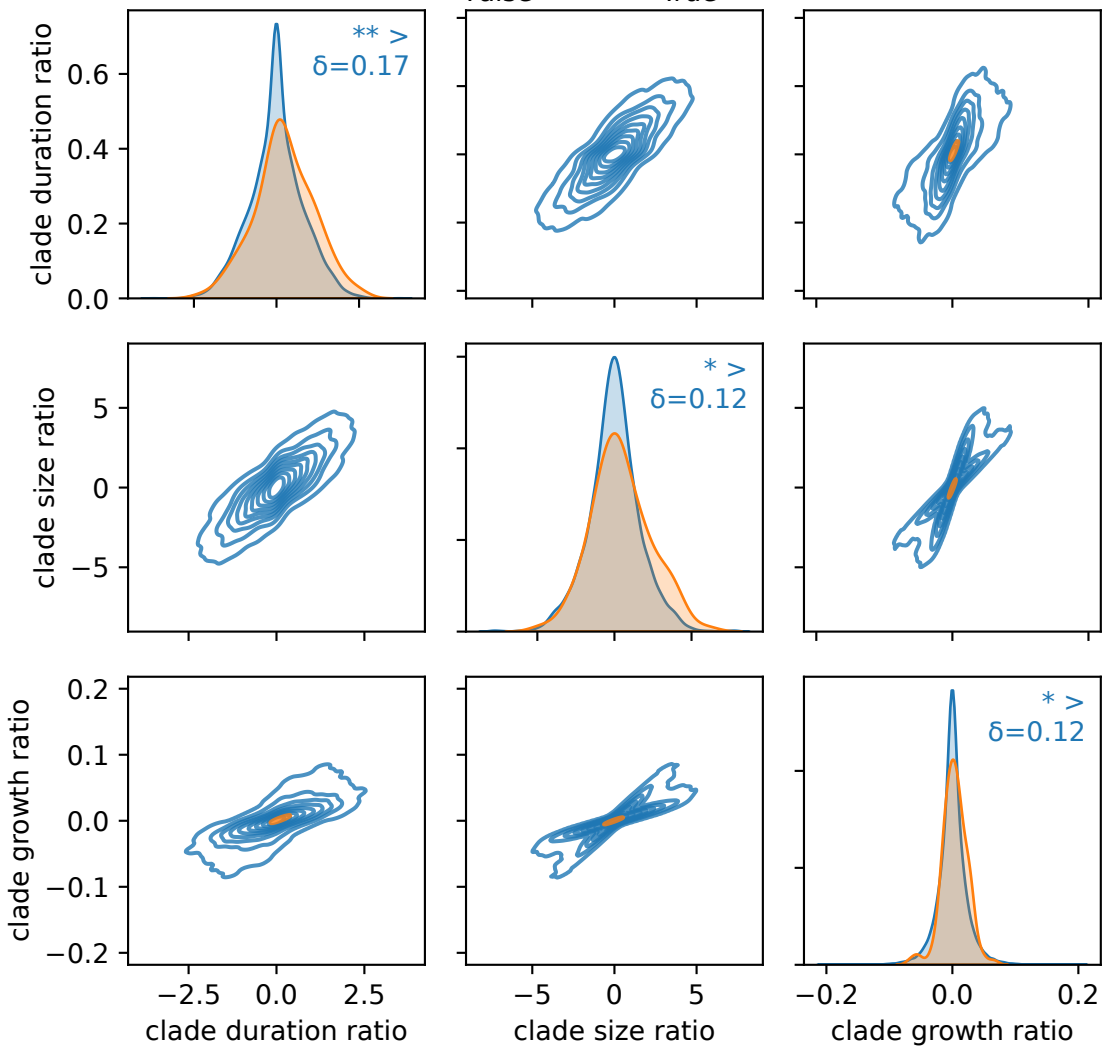 ** >
δ=0.17
clade duration ratio
0.6
0.4
0.2
0.0
* >
δ=0.12
clade size ratio
5
0
−5
* >
δ=0.12
clade growth ratio
0.2
0.1
0.0
−0.1
−0.2
−2.5 0.0 2.5
−5 0 5
−0.2 0.0 0.2
clade duration ratio
clade size ratio
clade growth ratio